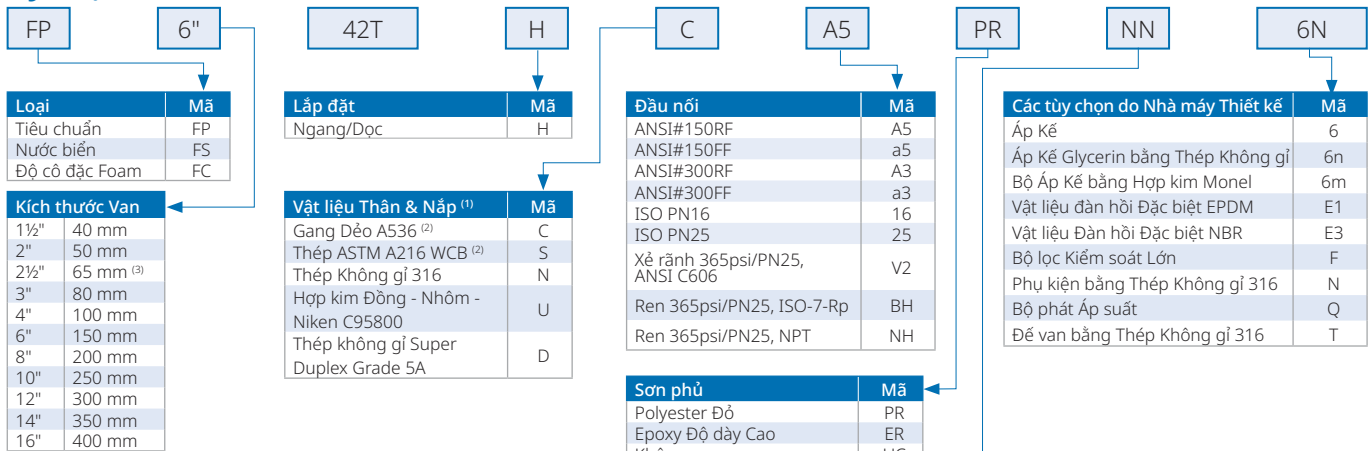 FP 6" 42T H C A5 PR NN 6N
Loại Mã
Tiêu chuẩn FP
Nước biển FS
Độ cô đặc Foam FC
Kích thước Van
1½" 40 mm
2" 50 mm
2½" 65 mm (3)
3" 80 mm
4" 100 mm
6" 150 mm
8" 200 mm
10" 250 mm
12" 300 mm
14" 350 mm
16" 400 mm
Lắp đặt Mã
Ngang/Dọc H
Vật liệu Thân & Nắp (1) Mã
Gang Dẻo A536 (2) C
Thép ASTM A216 WCB (2) S
Thép Không gỉ 316 N
Hợp kim Đồng - Nhôm -
Niken C95800 U
Thép không gỉ Super
Duplex Grade 5A D
Đầu nối Mã
ANSI#150RF A5
ANSI#150FF a5
ANSI#300RF A3
ANSI#300FF a3
ISO PN16 16
ISO PN25 25
Xẻ rãnh 365psi/PN25,
ANSI C606 V2
Ren 365psi/PN25, ISO-7-Rp BH
Ren 365psi/PN25, NPT NH
Sơn phủ Mã
Polyester Đỏ PR
Epoxy Độ dày Cao ER
Các tùy chọn do Nhà máy Thiết kế Mã
Áp Kế 6
Áp Kế Glycerin bằng Thép Không gỉ 6n
Bộ Áp Kế bằng Hợp kim Monel 6m
Vật liệu đàn hồi Đặc biệt EPDM E1
Vật liệu Đàn hồi Đặc biệt NBR E3
Bộ lọc Kiểm soát Lớn F
Phụ kiện bằng Thép Không gỉ 316 N
Bộ phát Áp suất Q
Đế van bằng Thép Không gỉ 316 T